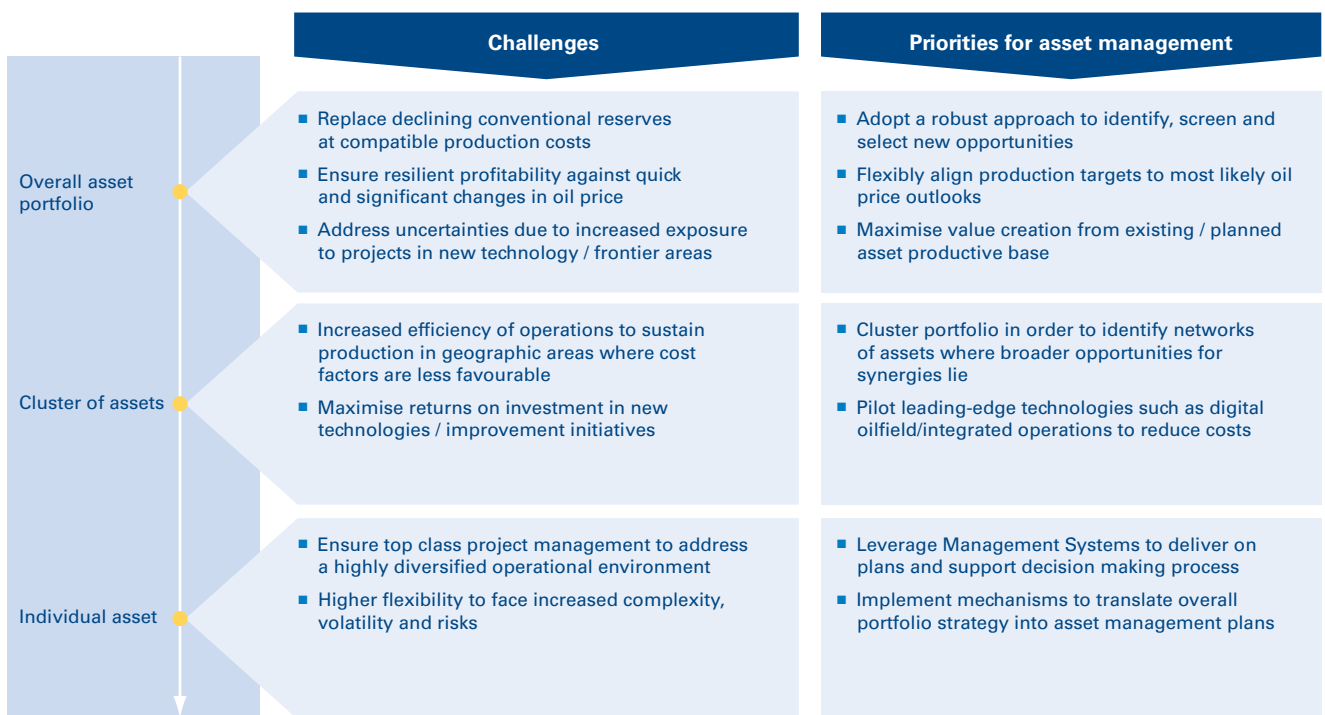 Challenges
Priorities for asset management
Overall asset
portfolio
■ Replace declining conventional reserves
at compatible production costs
■ Ensure resilient profitability against quick
and significant changes in oil price
■ Address uncertainties due to increased exposure
to projects in new technology / frontier areas
■ Adopt a robust approach to identify, screen and
select new opportunities
■ Flexibly align production targets to most likely oil
price outlooks
■ Maximise value creation from existing / planned
asset productive base
Cluster of assets
■ Increased efficiency of operations to sustain
production in geographic areas where cost
factors are less favourable
■ Maximise returns on investment in new
technologies / improvement initiatives
■ Cluster portfolio in order to identify networks
of assets where broader opportunities for
synergies lie
■ Pilot leading-edge technologies such as digital
oilfield/integrated operations to reduce costs
Individual asset
■ Ensure top class project management to address
a highly diversified operational environment
■ Higher flexibility to face increased complexity,
volatility and risks
■ Leverage Management Systems to deliver on
plans and support decision making process
■ Implement mechanisms to translate overall
portfolio strategy into asset management plans